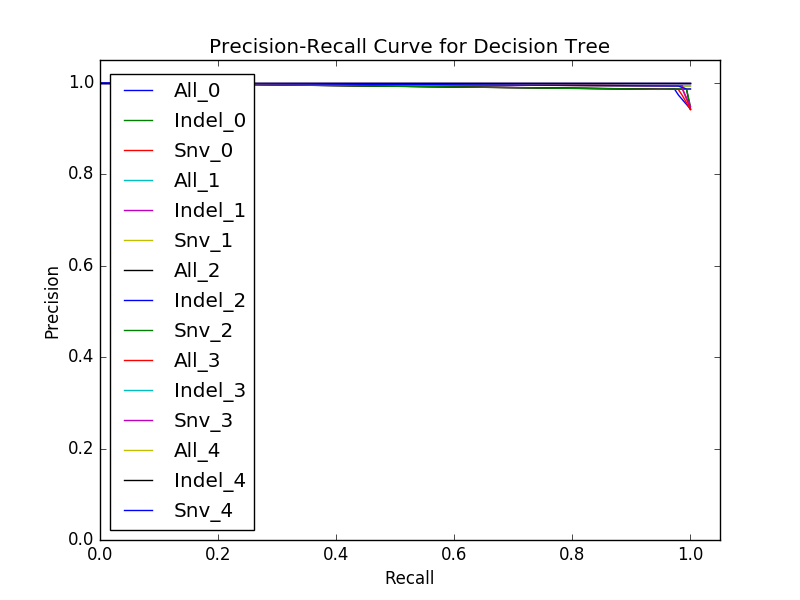 Precision-Recall Curve for Decision Tree
1.0
0.8
0.6
0.4
0.2
0.0
Precision
All_0
Indel_0
Snv_0
All_1
Indel_1
Snv_1
All_2
Indel_2
Snv_2
All_3
Indel_3
Snv_3
All_4
Indel_4
Snv_4
0.0 0.2 0.4 0.6 0.8 1.0
Recall